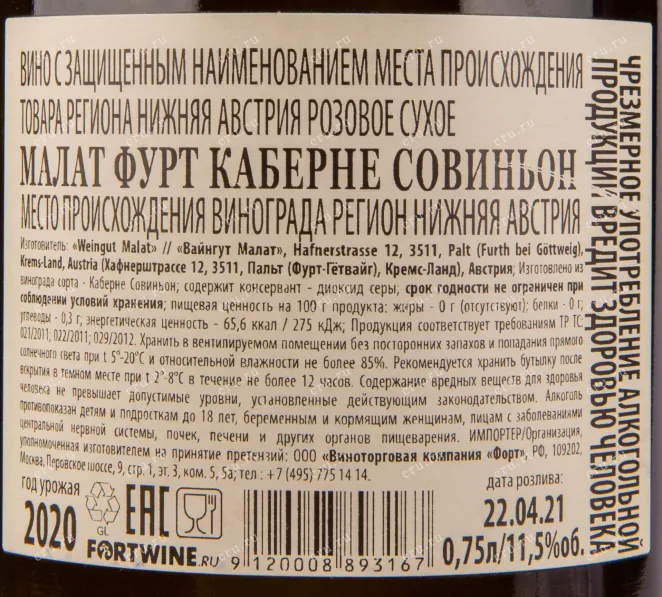 ВИНО С ЗАЩИЩЕННЫМ НАИМЕНОВАНИЕМ МЕСТА ПРОИСХОЖДЕНИЯ
ТОВАРА РЕГИОНА НИЖНЯЯ АВСТРИЯ РОЗОВОЕ СУХОЕ
МАЛАТ ФУРТ КАБЕРНЕ СОВИНЬОН
МЕСТО ПРОИСХОЖДЕНИЯ ВИНОГРАДА РЕГИОН НИЖНЯЯ АВСТРИЯ
Изготовитель: «Weingut Malat» // «Вайнгут Малат», Hafnerstrasse 12, 3511, Palt (Furth bei Göttweig),
Krems-Land, Austria (Хафнерштрассе 12, 3511, Пальт (Фурт-Гётвайг), Кремс-Ланд), Австрия; Изготовлено из
винограда сорта - Каберне Совиньон; содержит консервант - диоксид серы; срок годности не ограничен при
соблюдении условий хранения; пищевая ценность на 100 г продукта: жиры - 0 г (отсутствуют); белки - 0 г;
углеводы - 0,3 г; энергетическая ценность - 65,6 ккал / 275 кДж; Продукция соответствует требованиям ТР ТС:
021/2011; 022/2011; 029/2012. Хранить в вентилируемом помещении без посторонних запахов и попадания прямого
солнечного света при t 5°-20°C и относительной влажности не более 85%. Рекомендуется хранить бутылку после
вскрытия в темном месте при t 2°-8°C в течение не более 12 часов. Содержание вредных веществ для здоровья
человека не превышает допустимые уровни, установленные действующим законодательством. Алкоголь
противопоказан детям и подросткам до 18 лет, беременным и кормящим женщинам, лицам с заболеваниями
центральной нервной системы, почек, печени и других органов пищеварения. ИМПОРТЕР/Организация,
уполномоченная изготовителем на принятие претензий: ООО «Виноторговая компания «Форт», РФ, 109202,
Москва, Перовское шоссе, 9, стр. 1, эт. 3, ком. 5, 5а; тел.: +7 (495) 775 14 14.
год урожая
2020
GL
EAC
FORTWINE.RU
9 120008 893167
дата розлива:
22.04.21
0,75л/11,5%об.
ЧРЕЗМЕРНОЕ УПОТРЕБЛЕНИЕ АЛКОГОЛЬНОЙ
ПРОДУКЦИИ ВРЕДИТ ЗДОРОВЬЮ ЧЕЛОВЕКА
cru.ru